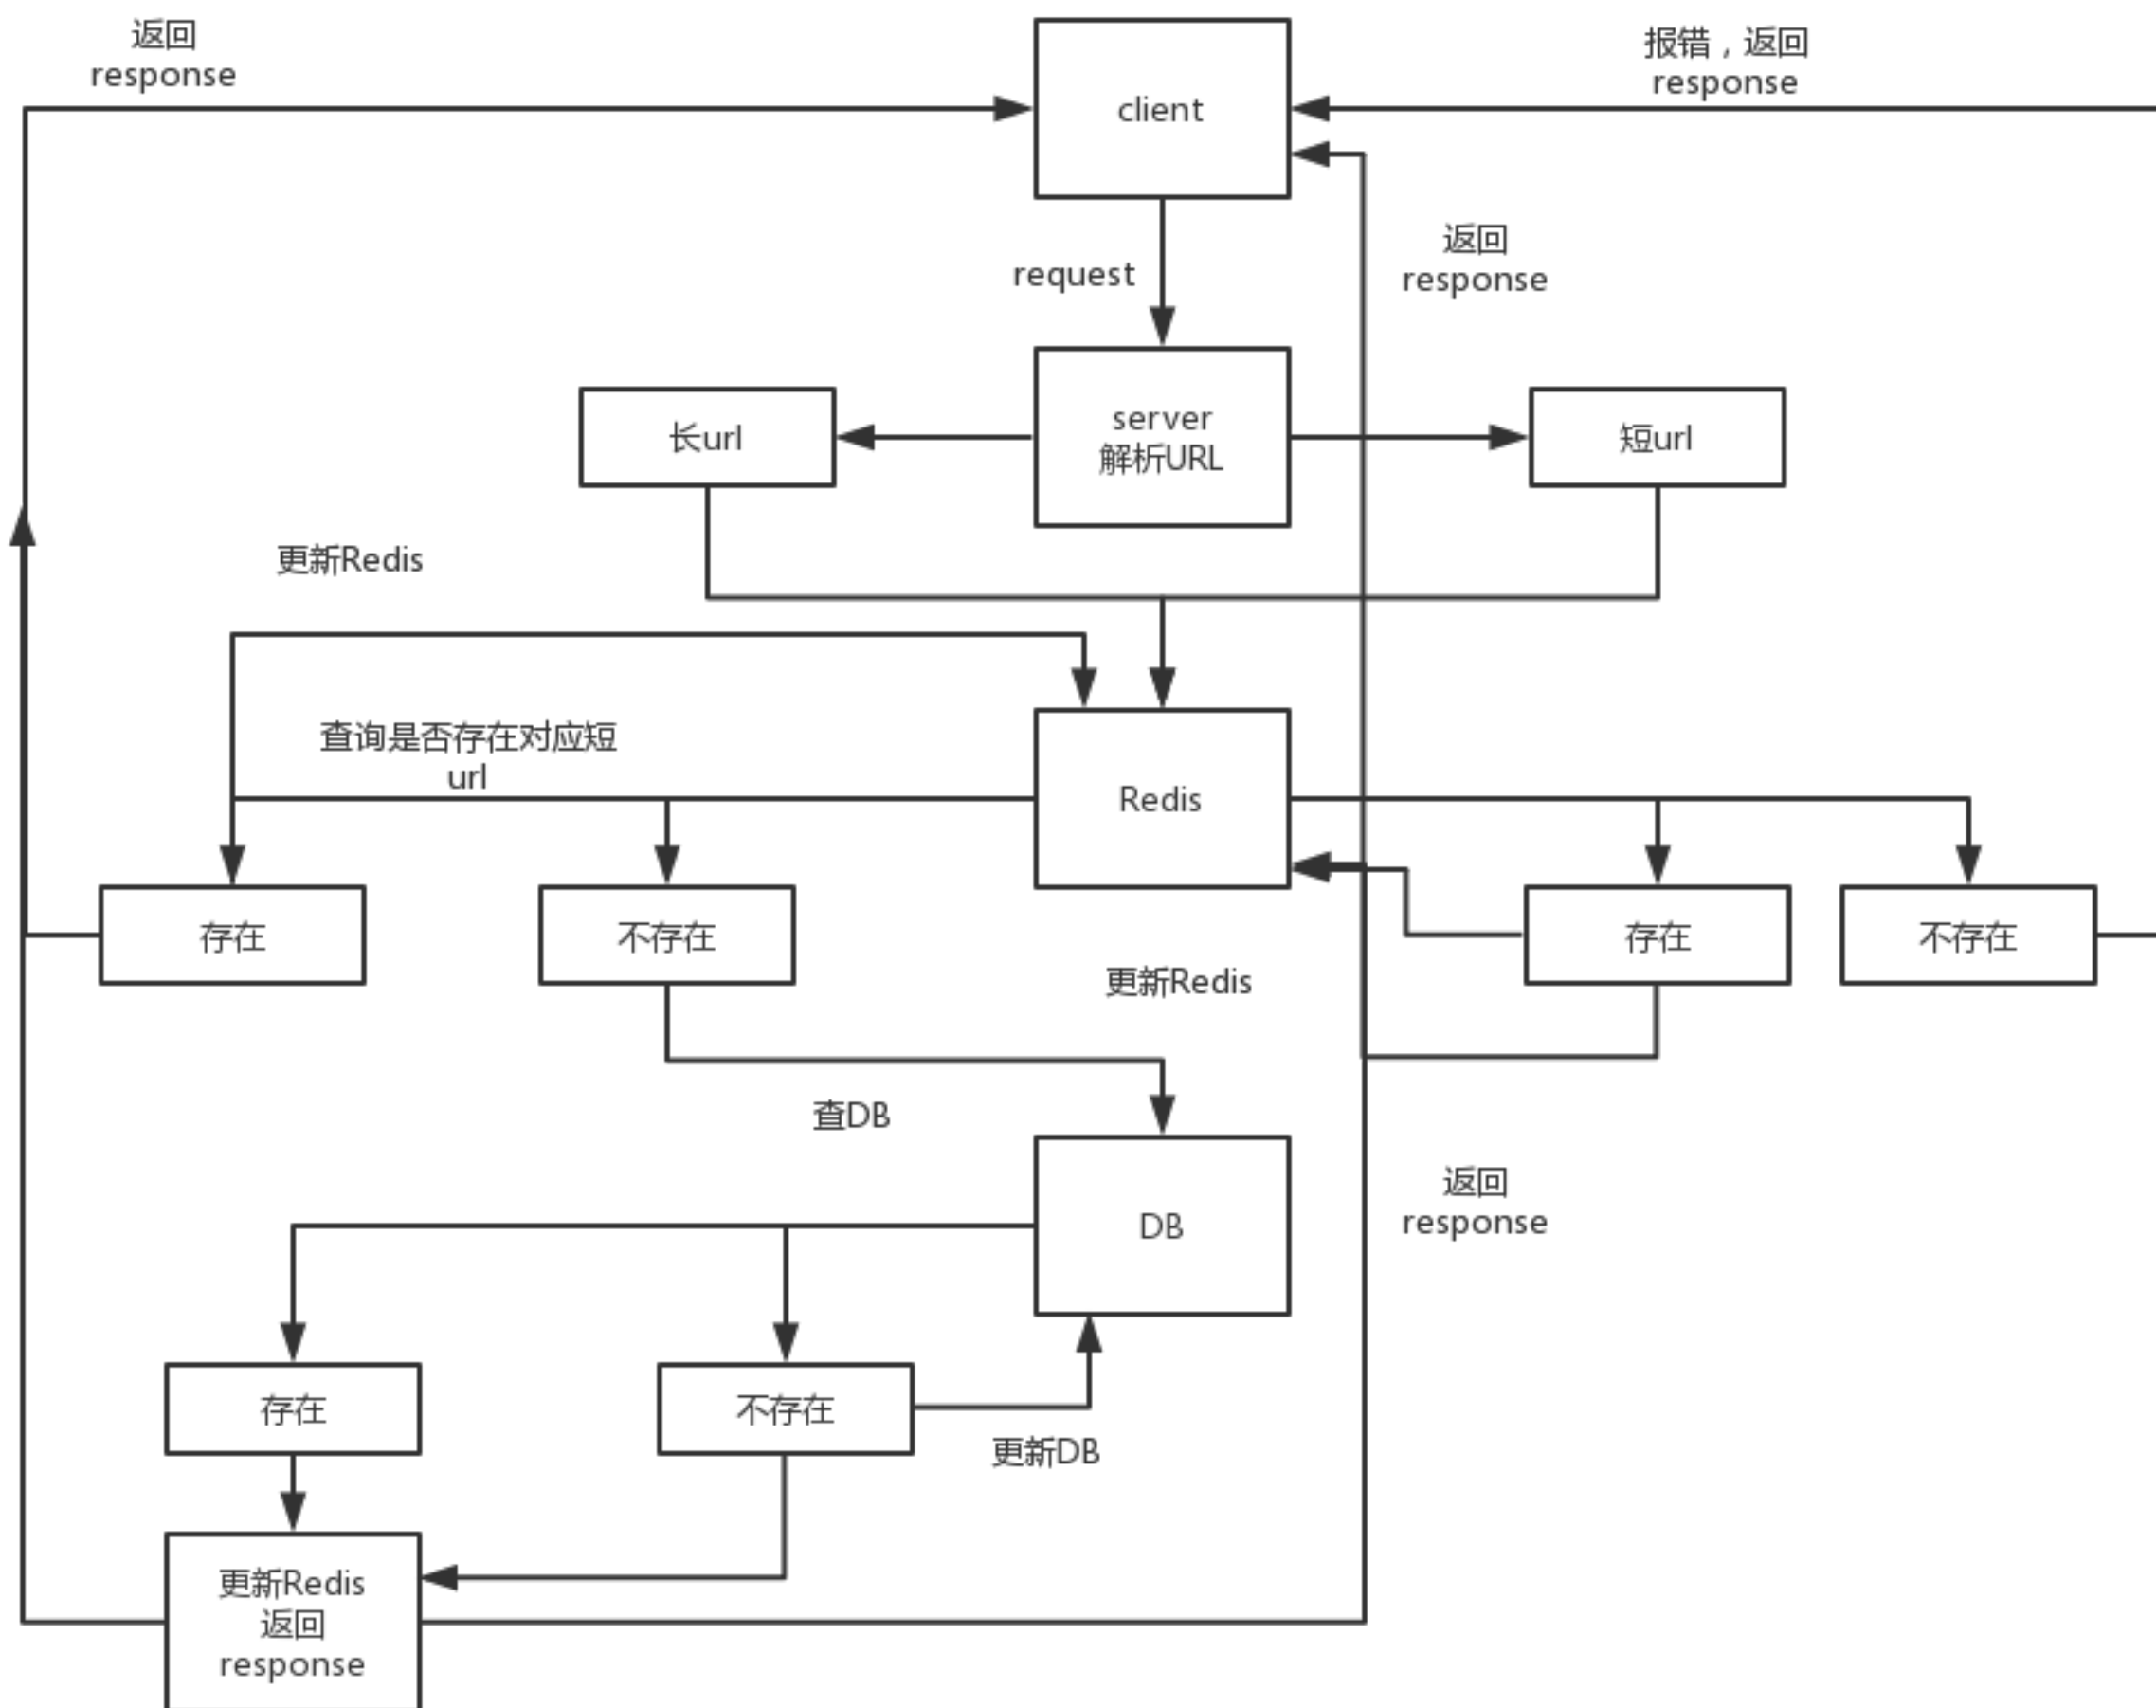 返回
response
client
报错，返回
response
request
返回
response
长url
server
解析URL
短url
更新Redis
查询是否存在对应短
url
Redis
存在
不存在
存在
不存在
更新Redis
查DB
DB
返回
response
存在
不存在
更新DB
更新Redis
返回
response